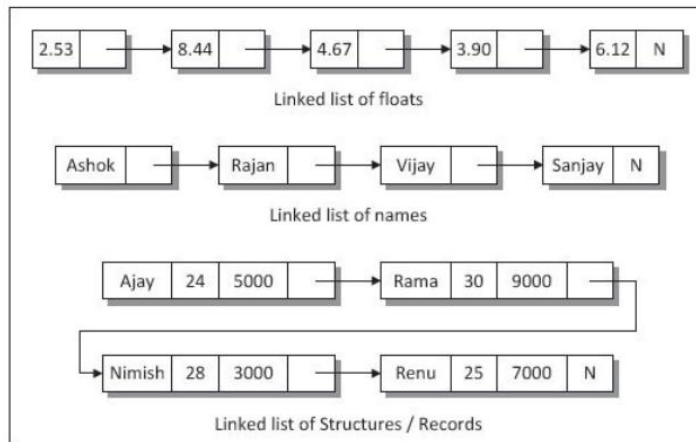 2.53 8.44 4.67 3.90 6.12 N
Linked list of floats
Ashok Rajan Vijay Sanjay N
Linked list of names
Ajay 24 5000 Rama 30 9000
Nimish 28 3000 Renu 25 7000 N
Linked list of Structures / Records